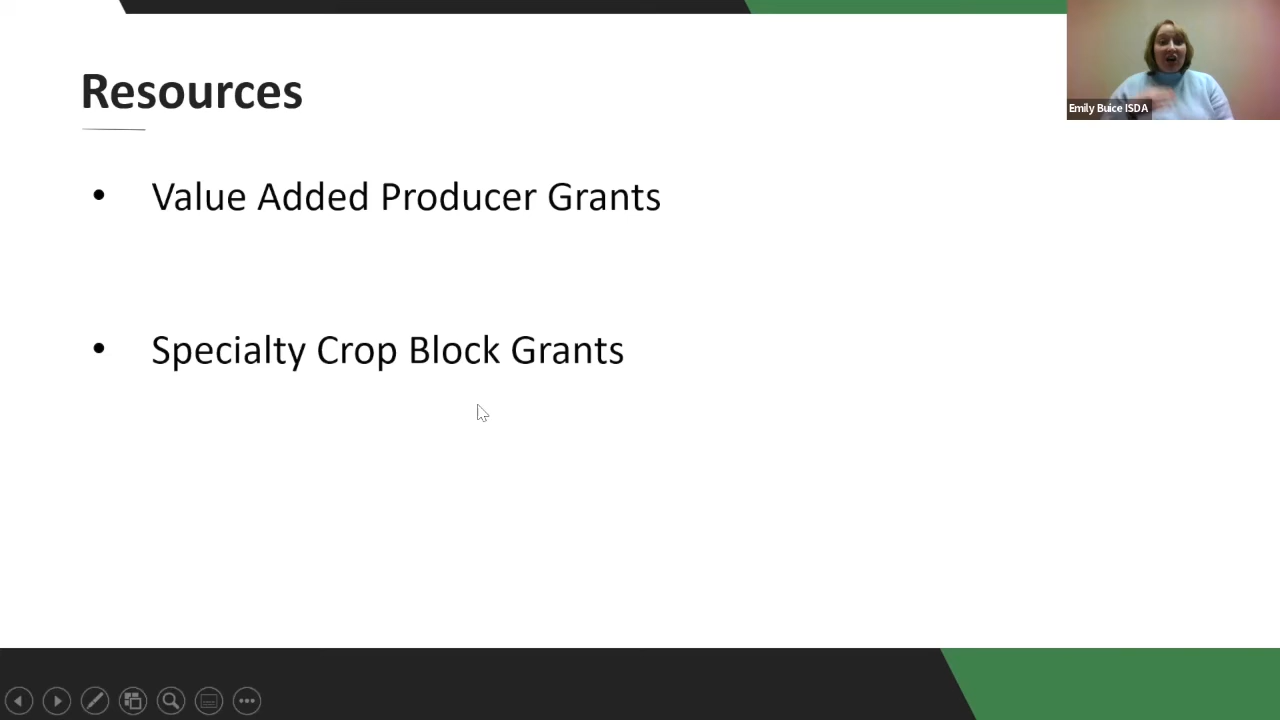 Resources
Emily Buice ISDA
• Value Added Producer Grants
• Specialty Crop Block Grants